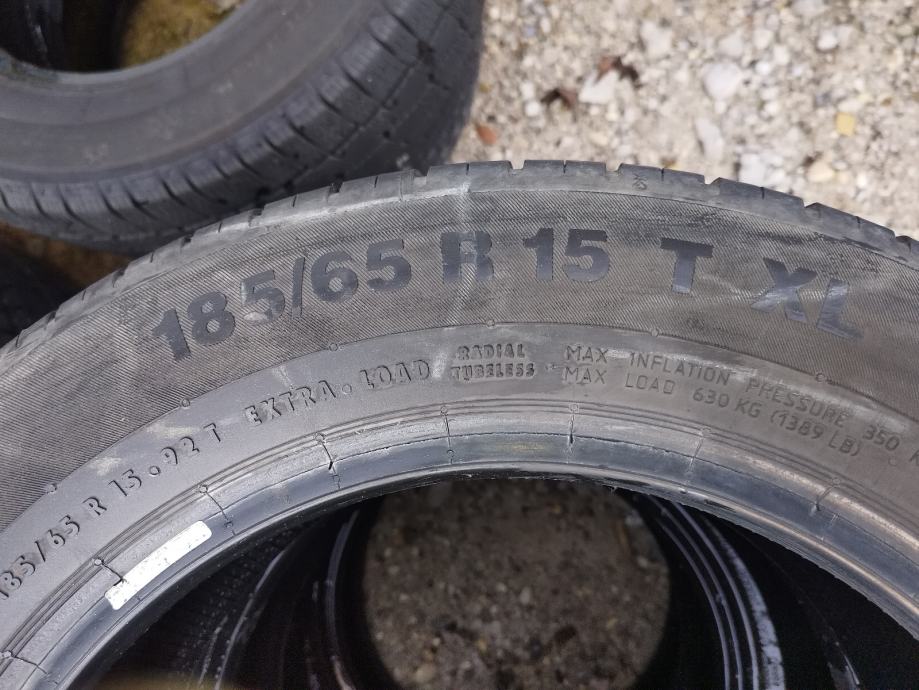 185/65 R 15 T XL
185/65 R 15 • 92 T EXTRA • LOAD
RADIAL
TUBELESS
MAX INFLATION PRESSURE 350
MAX LOAD 630 KG (1389 LB)